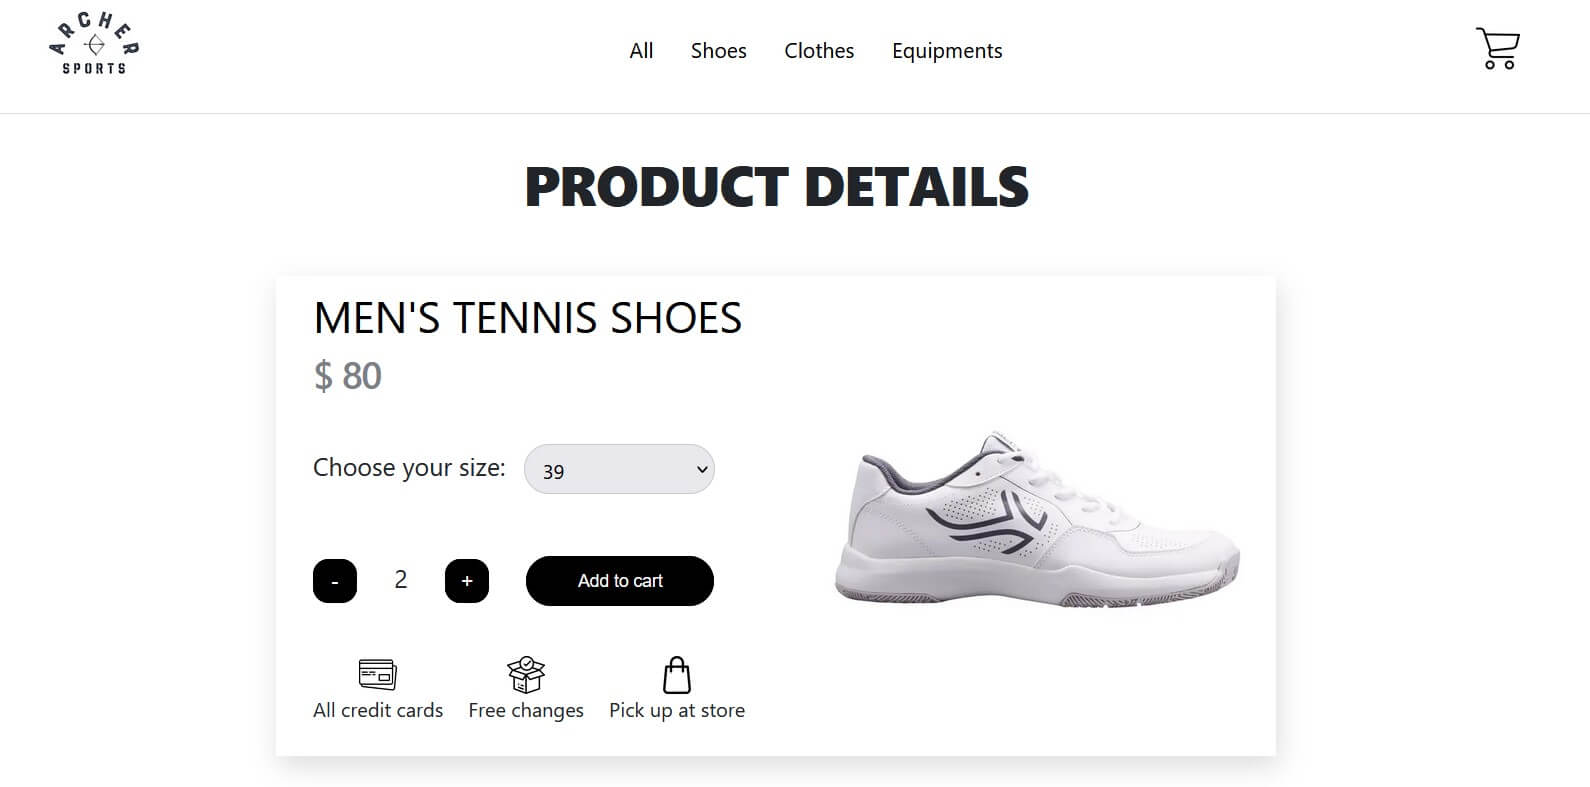 ARCHER
SPORTS
All Shoes Clothes Equipments
PRODUCT DETAILS
MEN'S TENNIS SHOES
$ 80
Choose your size: 39
- 2 + Add to cart
All credit cards Free changes Pick up at store